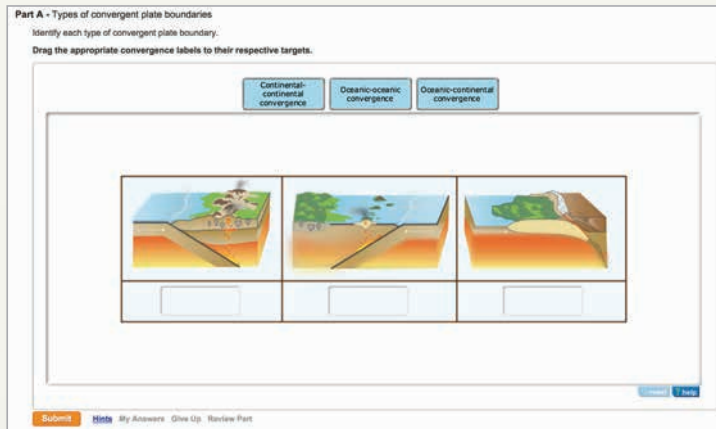 Part A - Types of convergent plate boundaries
Identify each type of convergent plate boundary.
Drag the appropriate convergence labels to their respective targets.
Continental-
continental
convergence
Oceanic-oceanic
convergence
Oceanic-continental
convergence
help
Submit
Hints My Answers Give Up Review Part